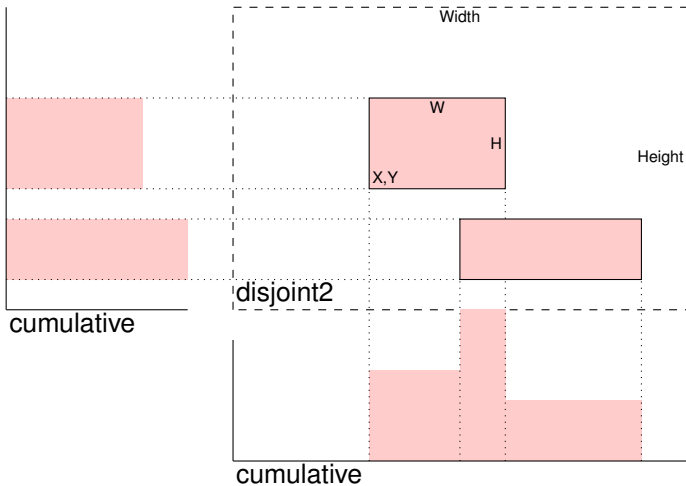 Width
W
H
Height
X,Y
disjoint2
cumulative
cumulative